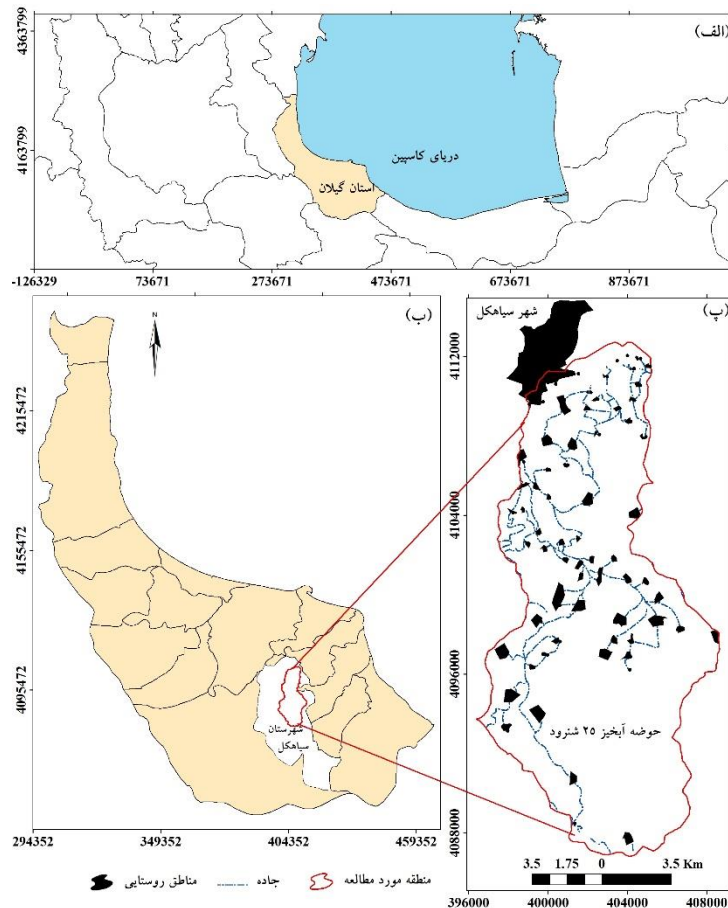 (الف)
4363799
4163799
دریای کاسپین
استان گیلان
-126329 73671 273671 473671 673671 873671
(ب)
N
4215472
4155472
4095472
شهرستان
سیاهکل
294352 349352 404352 459352
(پ)
شهر سیاهکل
4112000
4104000
4096000
4088000
حوضه آبخیز ۲۵ شنرود
3.5 1.75 0 3.5 Km
396000 400000 404000 408000
منطقه مورد مطالعه
جاده
مناطق روستایی